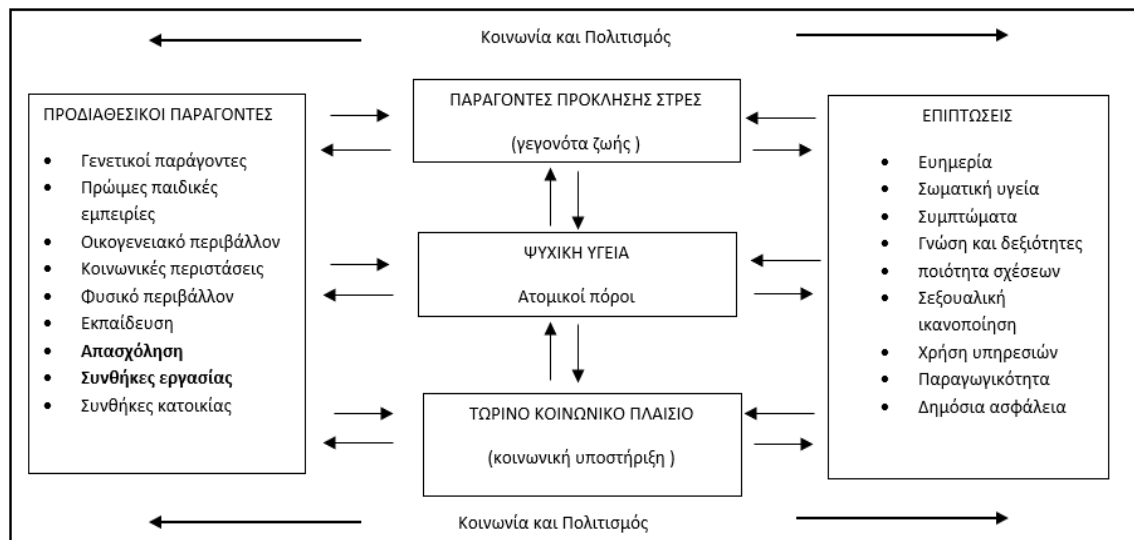 Κοινωνία και Πολιτισμός
ΠΡΟΔΙΑΘΕΣΙΚΟΙ ΠΑΡΑΓΟΝΤΕΣ
• Γενετικοί παράγοντες
• Πρώιμες παιδικές
εμπειρίες
• Οικογενειακό περιβάλλον
• Κοινωνικές περιστάσεις
• Φυσικό περιβάλλον
• Εκπαίδευση
• Απασχόληση
• Συνθήκες εργασίας
• Συνθήκες κατοικίας
ΠΑΡΑΓΟΝΤΕΣ ΠΡΟΚΛΗΣΗΣ ΣΤΡΕΣ
(γεγονότα ζωής )
ΨΥΧΙΚΗ ΥΓΕΙΑ
Ατομικοί πόροι
ΤΩΡΙΝΟ ΚΟΙΝΩΝΙΚΟ ΠΛΑΙΣΙΟ
(κοινωνική υποστήριξη )
ΕΠΙΠΤΩΣΕΙΣ
• Ευημερία
• Σωματική υγεία
• Συμπτώματα
• Γνώση και δεξιότητες
• ποιότητα σχέσεων
• Σεξουαλική
ικανοποίηση
• Χρήση υπηρεσιών
• Παραγωγικότητα
• Δημόσια ασφάλεια
Κοινωνία και Πολιτισμός